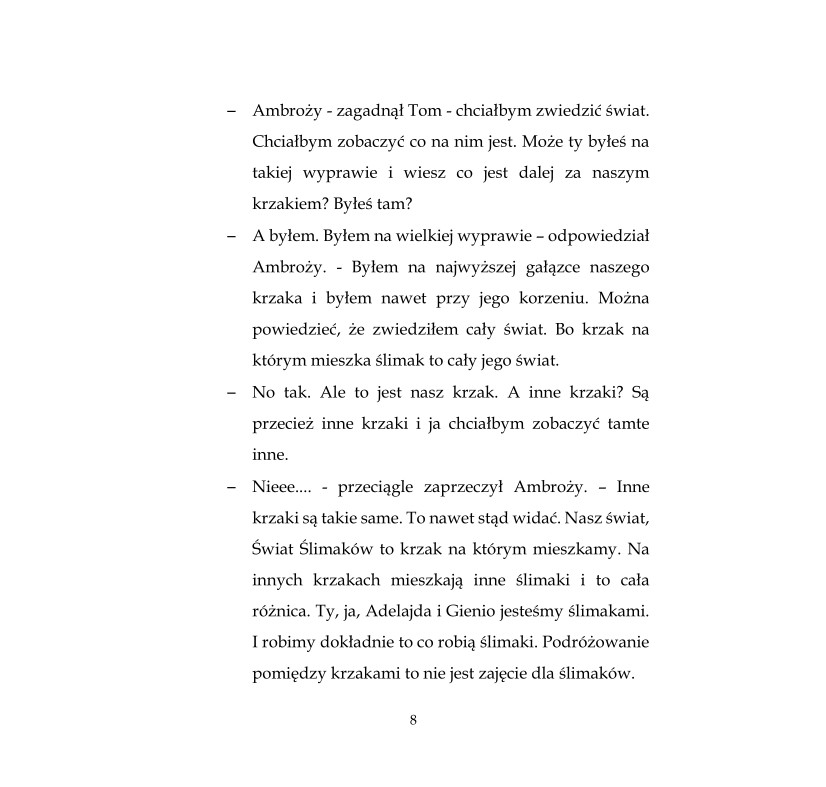 – Ambroży - zagadnął Tom - chciałbym zwiedzić świat.
Chciałbym zobaczyć co na nim jest. Może ty byłeś na
takiej wyprawie i wiesz co jest dalej za naszym
krzakiem? Byłeś tam?
– A byłem. Byłem na wielkiej wyprawie – odpowiedział
Ambroży. - Byłem na najwyższej gałązce naszego
krzaka i byłem nawet przy jego korzeniu. Można
powiedzieć, że zwiedziłem cały świat. Bo krzak na
którym mieszka ślimak to cały jego świat.
– No tak. Ale to jest nasz krzak. A inne krzaki? Są
przecież inne krzaki i ja chciałbym zobaczyć tamte
inne.
– Nieee.... - przeciągle zaprzeczył Ambroży. – Inne
krzaki są takie same. To nawet stąd widać. Nasz świat,
Świat Ślimaków to krzak na którym mieszkamy. Na
innych krzakach mieszkają inne ślimaki i to cała
różnica. Ty, ja, Adelajda i Gienio jesteśmy ślimakami.
I robimy dokładnie to co robią ślimaki. Podróżowanie
pomiędzy krzakami to nie jest zajęcie dla ślimaków.
8